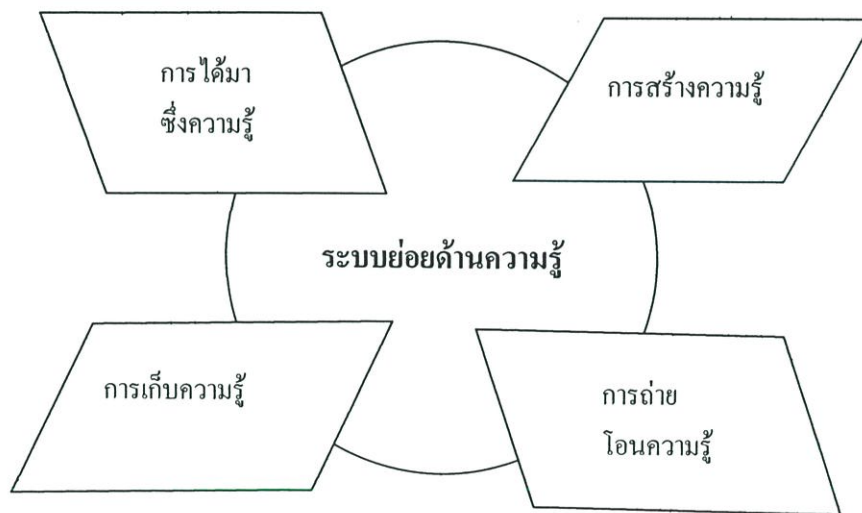 การได้มา
ซึ่งความรู้
การสร้างความรู้
ระบบย่อยด้านความรู้
การเก็บความรู้
การถ่าย
โอนความรู้